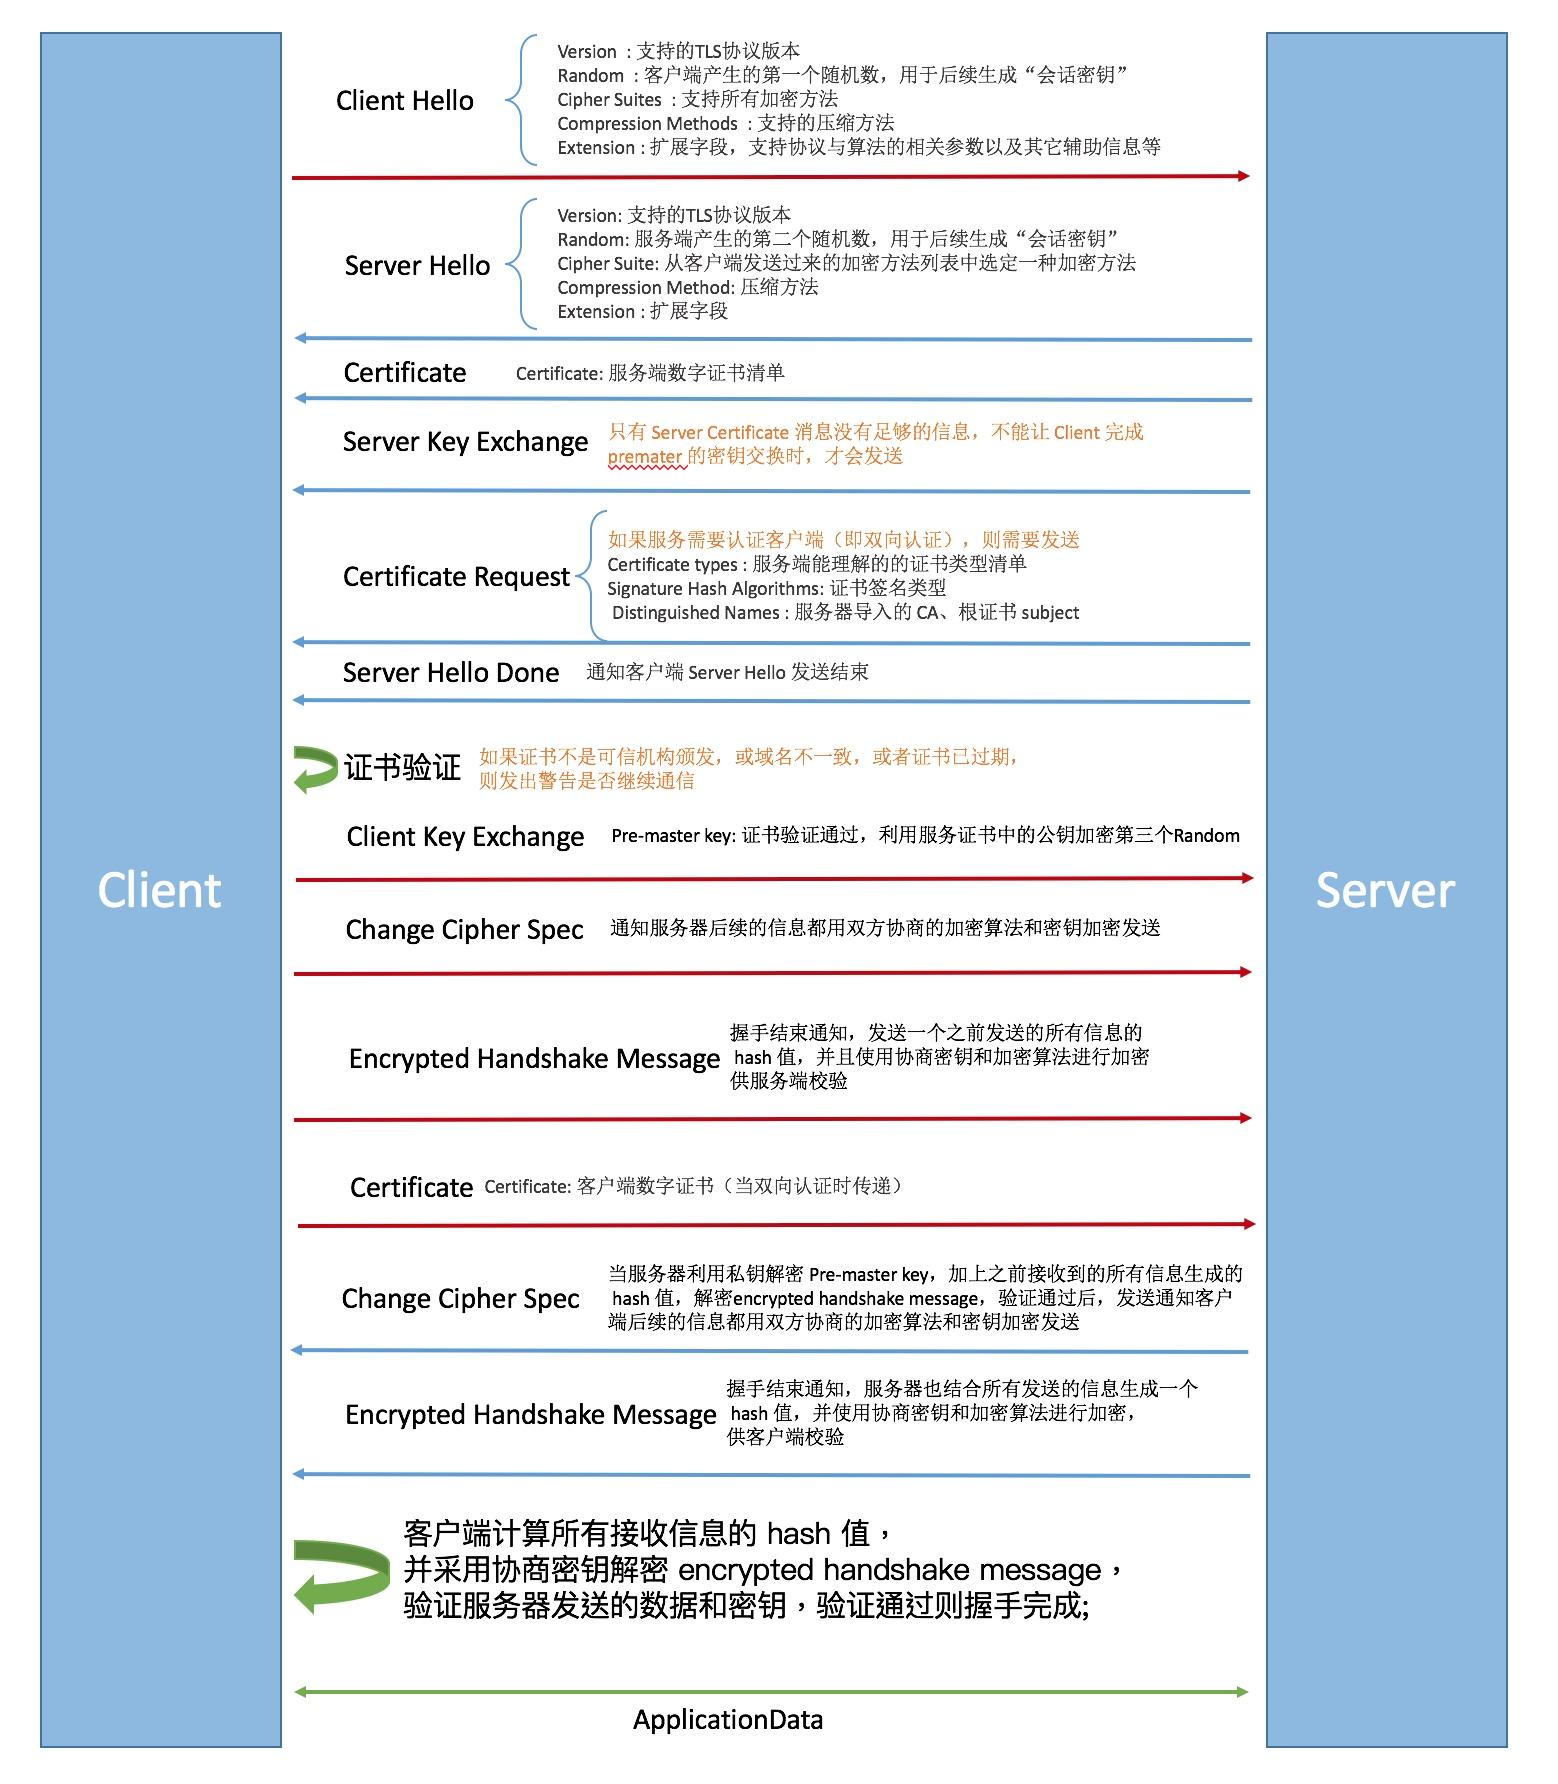 Client Hello
Version : 支持的TLS协议版本
Random : 客户端产生的第一个随机数，用于后续生成“会话密钥”
Cipher Suites : 支持所有加密方法
Compression Methods : 支持的压缩方法
Extension : 扩展字段，支持协议与算法的相关参数以及其它辅助信息等
Server Hello
Version: 支持的TLS协议版本
Random: 服务端产生的第二个随机数，用于后续生成“会话密钥”
Cipher Suite: 从客户端发送过来的加密方法列表中选定一种加密方法
Compression Method: 压缩方法
Extension : 扩展字段
Certificate
Certificate: 服务端数字证书清单
Server Key Exchange
只有 Server Certificate 消息没有足够的信息，不能让 Client 完成
premater 的密钥交换时，才会发送
Certificate Request
如果服务需要认证客户端（即双向认证），则需要发送
Certificate types : 服务端能理解的的证书类型清单
Signature Hash Algorithms: 证书签名类型
Distinguished Names : 服务器导入的 CA、根证书 subject
Server Hello Done
通知客户端 Server Hello 发送结束
证书验证
如果证书不是可信机构颁发，或域名不一致，或者证书已过期，
则发出警告是否继续通信
Client Key Exchange
Pre-master key: 证书验证通过，利用服务证书中的公钥加密第三个Random
Client
Server
Change Cipher Spec
通知服务器后续的信息都用双方协商的加密算法和密钥加密发送
Encrypted Handshake Message
握手结束通知，发送一个之前发送的所有信息的
hash 值，并且使用协商密钥和加密算法进行加密
供服务端校验
Certificate
Certificate: 客户端数字证书（当双向认证时传递）
Change Cipher Spec
当服务器利用私钥解密 Pre-master key，加上之前接收到的所有信息生成的
hash 值，解密encrypted handshake message，验证通过后，发送通知客户
端后续的信息都用双方协商的加密算法和密钥加密发送
Encrypted Handshake Message
握手结束通知，服务器也结合所有发送的信息生成一个
hash 值，并使用协商密钥和加密算法进行加密，
供客户端校验
客户端计算所有接收信息的 hash 值，
并采用协商密钥解密 encrypted handshake message，
验证服务器发送的数据和密钥，验证通过则握手完成;
ApplicationData